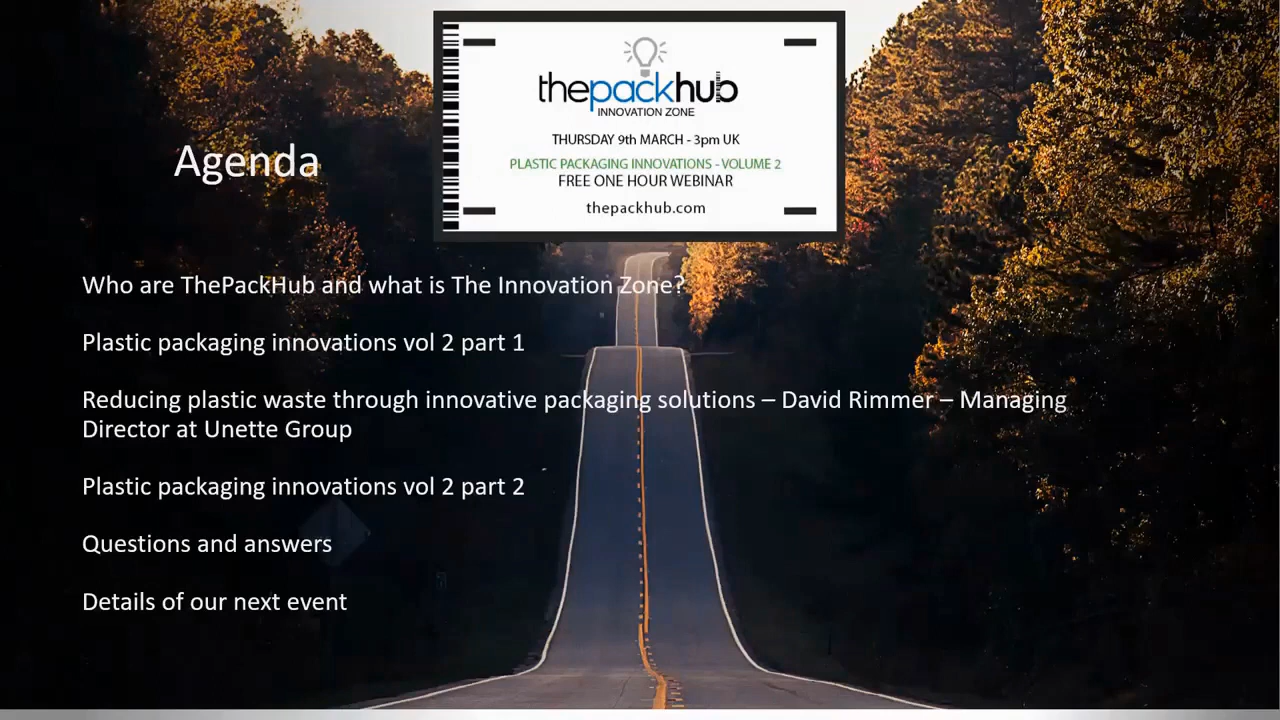 thepackhub
INNOVATION ZONE
THURSDAY 9th MARCH - 3pm UK
PLASTIC PACKAGING INNOVATIONS - VOLUME 2
FREE ONE HOUR WEBINAR
thepackhub.com
Agenda
Who are ThePackHub and what is The Innovation Zone?
Plastic packaging innovations vol 2 part 1
Reducing plastic waste through innovative packaging solutions – David Rimmer – Managing
Director at Unette Group
Plastic packaging innovations vol 2 part 2
Questions and answers
Details of our next event